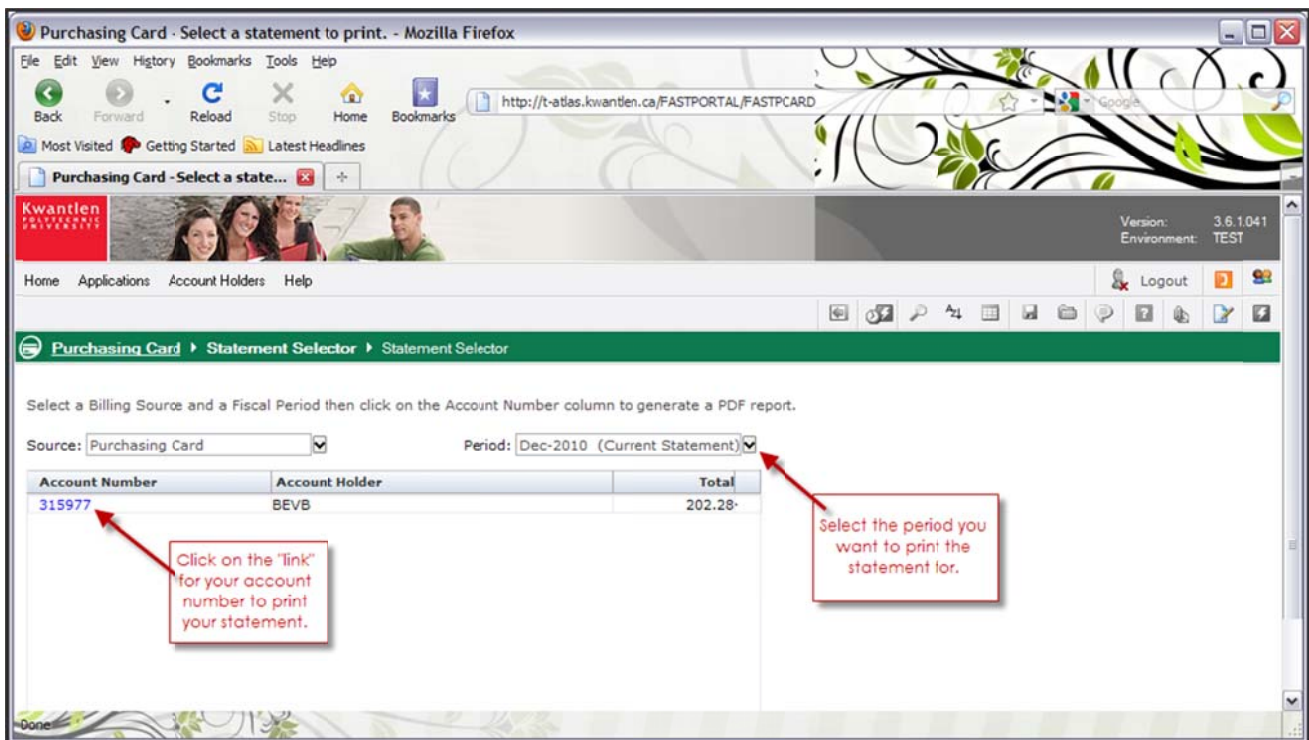 Purchasing Card - Select a statement to print. - Mozilla Firefox
File Edit View History Bookmarks Tools Help
Back Forward Reload Stop Home Bookmarks http://t-atlas.kwantlen.ca/FASTPORTAL/FASTPCARD Google
Most Visited Getting Started Latest Headlines
Purchasing Card -Select a state...
Kwantlen
POLYTECHNIC
UNIVERSITY
Version: 3.6.1.041
Environment: TEST
Home Applications Account Holders Help Logout
Purchasing Card Statement Selector Statement Selector
Select a Billing Source and a Fiscal Period then click on the Account Number column to generate a PDF report.
Source: Purchasing Card Period: Dec-2010 (Current Statement)
Account Number Account Holder Total
315977 BEVB 202.28-
Select the period you
want to print the
statement for.
Click on the "link"
for your account
number to print
your statement.
Done